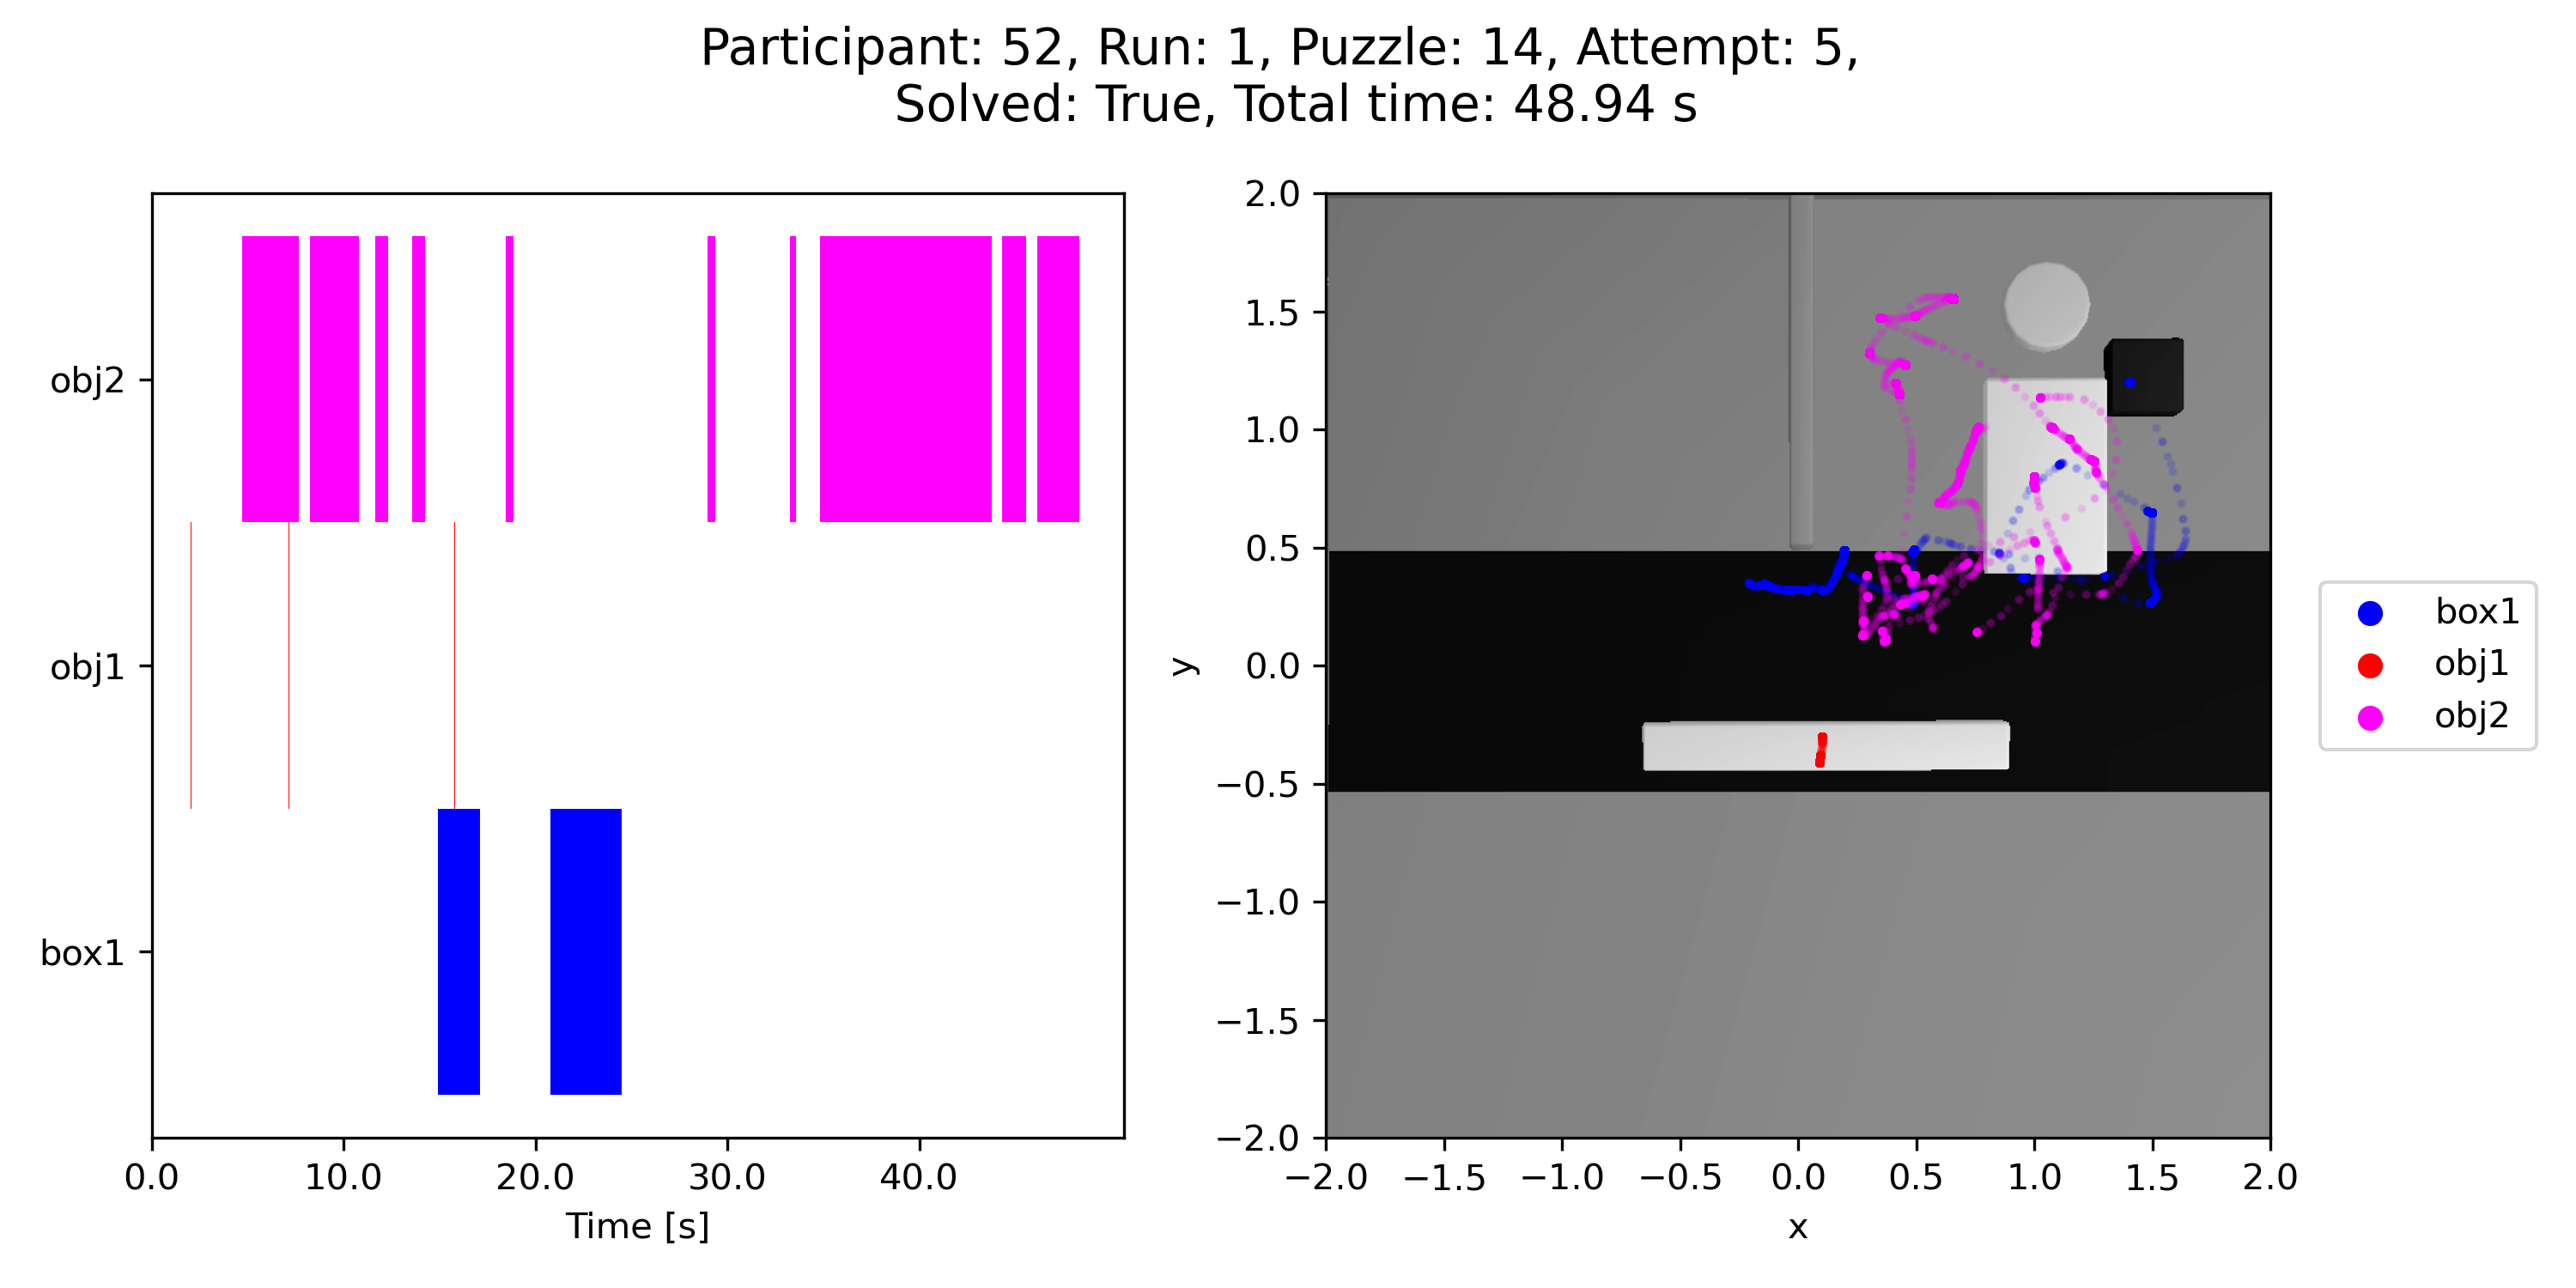 Participant: 52, Run: 1, Puzzle: 14, Attempt: 5,
Solved: True, Total time: 48.94 s
obj2
obj1
box1
0.0 10.0 20.0 30.0 40.0
Time [s]
2.0
1.5
1.0
0.5
0.0
−0.5
−1.0
−1.5
−2.0
y
−2.0 −1.5 −1.0 −0.5 0.0 0.5 1.0 1.5 2.0
x
box1
obj1
obj2